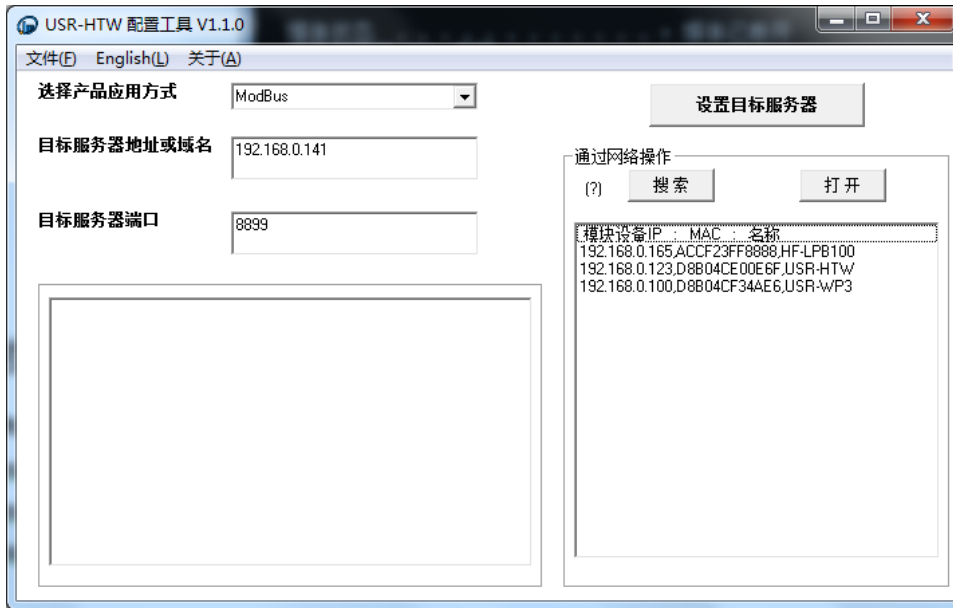 USR-HTW 配置工具 V1.1.0
文件(F) English(L) 关于(A)
选择产品应用方式
ModBus
设置目标服务器
目标服务器地址或域名
192.168.0.141
目标服务器端口
8899
通过网络操作
(?) 搜索 打开
模块设备IP : MAC : 名称
192.168.0.165,ACCF23FF8888,HF-LPB100
192.168.0.123,D8B04CE00E6F,USR-HTW
192.168.0.100,D8B04CF34AE6,USR-WP3